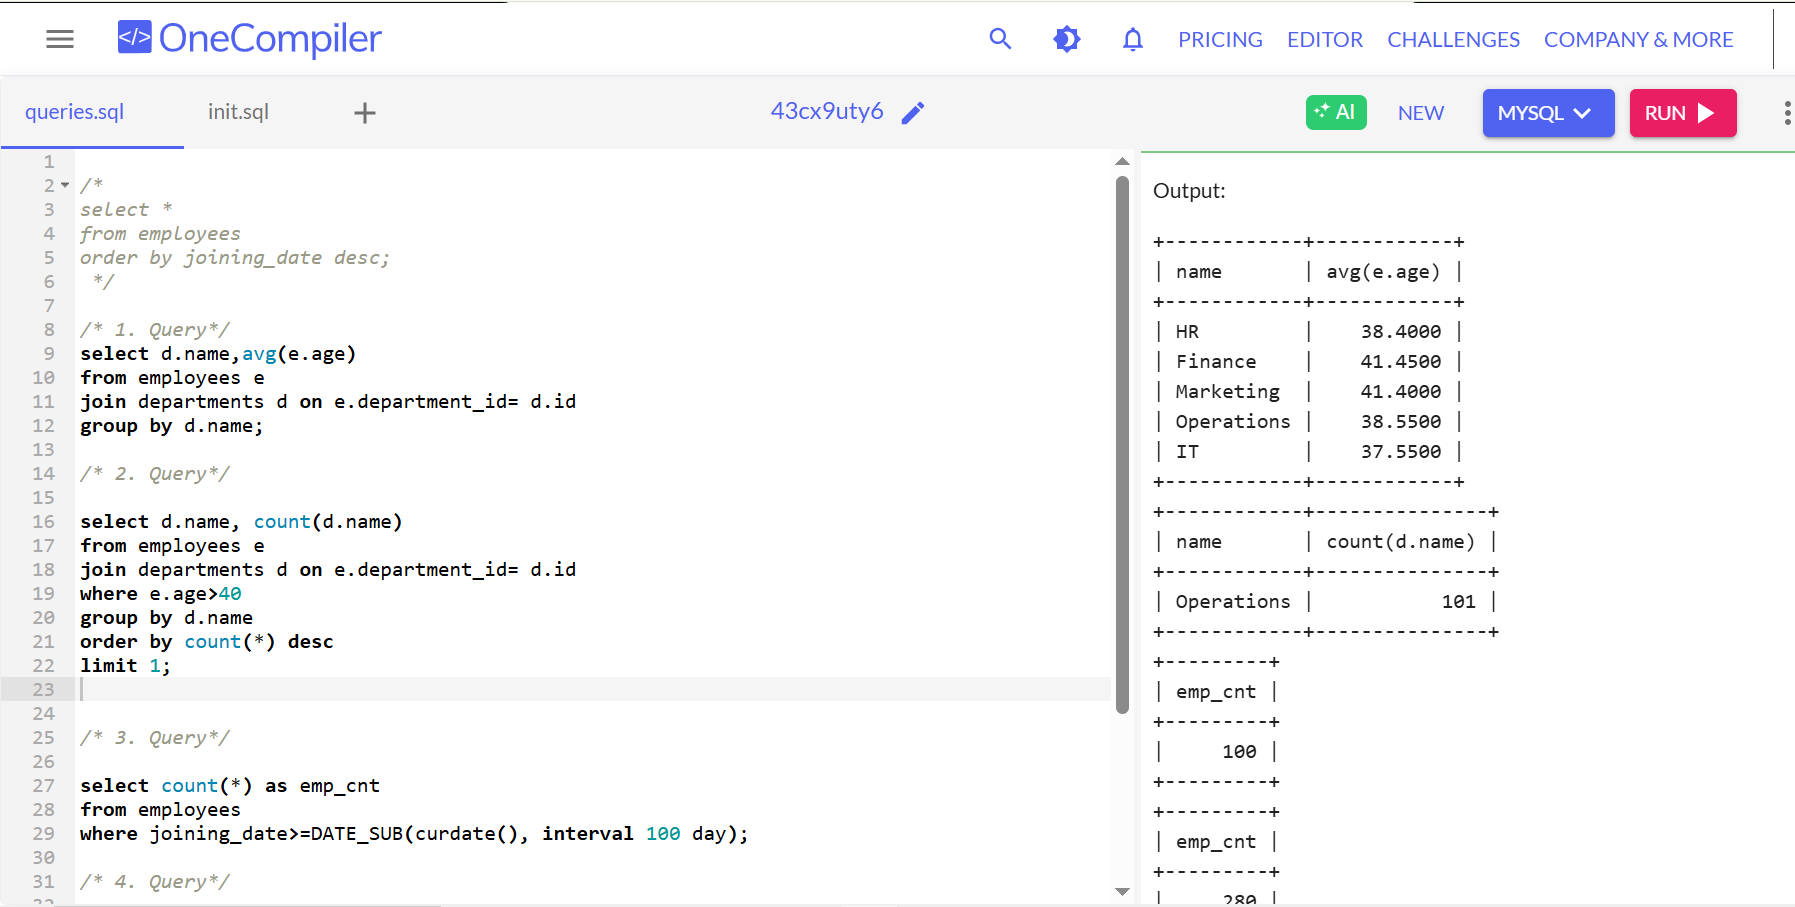 </> OneCompiler
PRICING EDITOR CHALLENGES COMPANY & MORE
queries.sql init.sql +
43cx9uty6
AI NEW MYSQL RUN
1
2 /*
3 select *
4 from employees
5 order by joining_date desc;
6 */
7
8 /* 1. Query*/
9 select d.name,avg(e.age)
10 from employees e
11 join departments d on e.department_id= d.id
12 group by d.name;
13
14 /* 2. Query*/
15
16 select d.name, count(d.name)
17 from employees e
18 join departments d on e.department_id= d.id
19 where e.age>40
20 group by d.name
21 order by count(*) desc
22 limit 1;
23
24
25 /* 3. Query*/
26
27 select count(*) as emp_cnt
28 from employees
29 where joining_date>=DATE_SUB(curdate(), interval 100 day);
30
31 /* 4. Query*/
32
Output:
+------------+------------+
| name       | avg(e.age) |
+------------+------------+
| HR         |    38.4000 |
| Finance    |    41.4500 |
| Marketing  |    41.4000 |
| Operations |    38.5500 |
| IT         |    37.5500 |
+------------+------------+
+------------+---------------+
| name       | count(d.name) |
+------------+---------------+
| Operations |           101 |
+------------+---------------+
+---------+
| emp_cnt |
+---------+
|     100 |
+---------+
+---------+
| emp_cnt |
+---------+
|     280 |